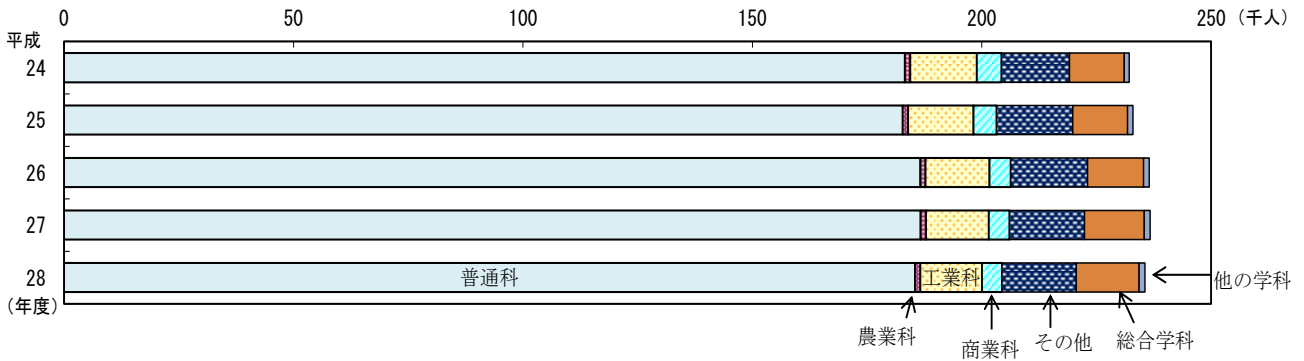 0 50 100 150 200 250 (千人)
平成
24
25
26
27
28 普通科 工業科 他の学科
(年度)
農業科 商業科 その他 総合学科